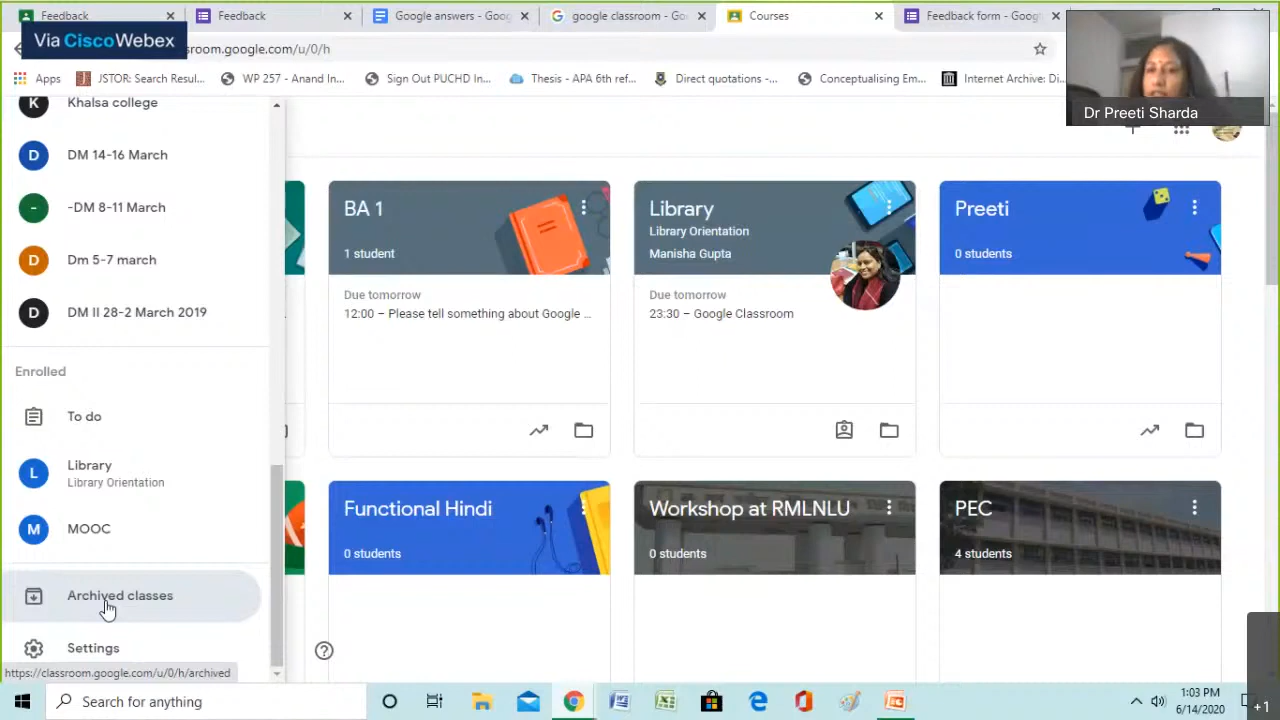 Feedback
Feedback
Google answers - G
google classroom - Go
Courses
Feedback form - Goo
Via Cisco Webex
sroom.google.com/u/0/h
Apps
JSTOR: Search Resul...
WP 257 - Anand In...
Sign Out PUCHD In...
Thesis - APA 6th ref...
Direct quotations -...
Conceptualising Em...
Internet Archive: Di...
Dr Preeti Sharda
K
Khalsa college
D
DM 14-16 March
-
-DM 8-11 March
D
Dm 5-7 march
D
DM II 28-2 March 2019
Enrolled
To do
L
Library
Library Orientation
M
MOOC
Archived classes
Settings
https://classroom.google.com/u/0/h/archived
BA 1
1 student
Due tomorrow
12:00 – Please tell something about Google ...
Library
Library Orientation
Manisha Gupta
Due tomorrow
23:30 – Google Classroom
Preeti
0 students
Functional Hindi
0 students
Workshop at RMLNLU
0 students
PEC
4 students
Search for anything
1:03 PM
6/14/2020
+1